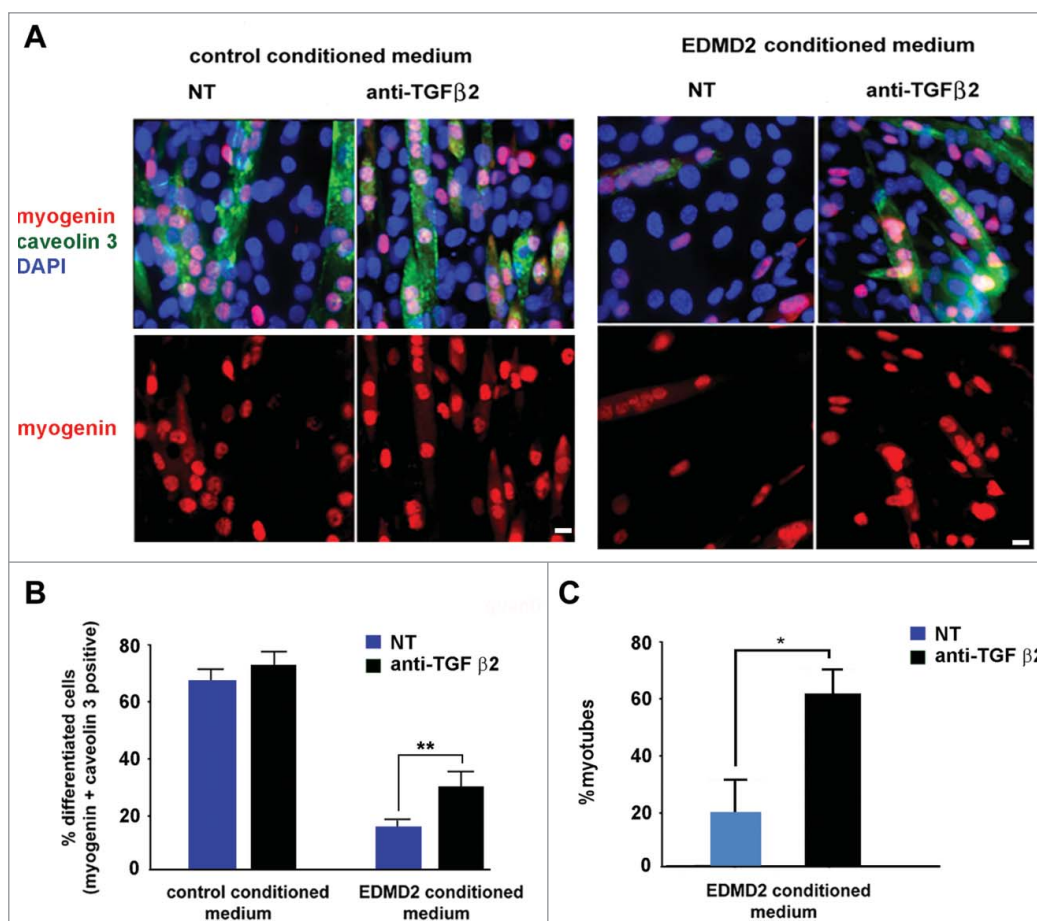 A
control conditioned medium
EDMD2 conditioned medium
NT
anti-TGFβ2
NT
anti-TGFβ2
myogenin
caveolin 3
DAPI
myogenin
B
NT
anti-TGF β2
% differentiated cells
(myogenin + caveolin 3 positive)
80
60
40
20
0
**
control conditioned
medium
EDMD2 conditioned
medium
C
NT
anti-TGF β2
%myotubes
80
60
40
20
0
*
EDMD2 conditioned
medium